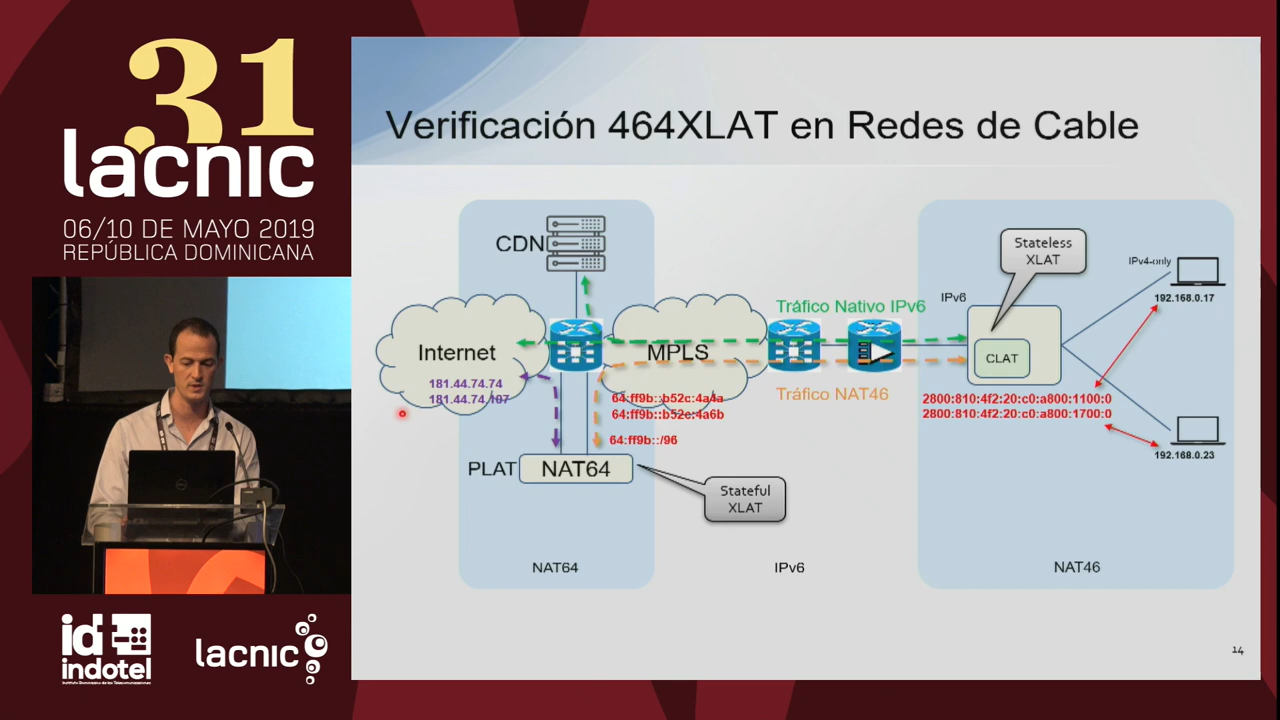 31
lacnic
06/10 DE MAYO 2019
REPÚBLICA DOMINICANA
id
indotel
lacnic
Verificación 464XLAT en Redes de Cable
CDN
Stateless
XLAT
IPv4-only
192.168.0.17
Tráfico Nativo IPv6
IPv6
Internet
MPLS
CLAT
181.44.74.74
181.44.74.107
64:ff9b::b52c:4a4a
64:ff9b::b52c:4a6b
Tráfico NAT46
2800:810:4f2:20:c0:a800:1100:0
2800:810:4f2:20:c0:a800:1700:0
64:ff9b::/96
192.168.0.23
PLAT
NAT64
Stateful
XLAT
NAT64
IPv6
NAT46
14